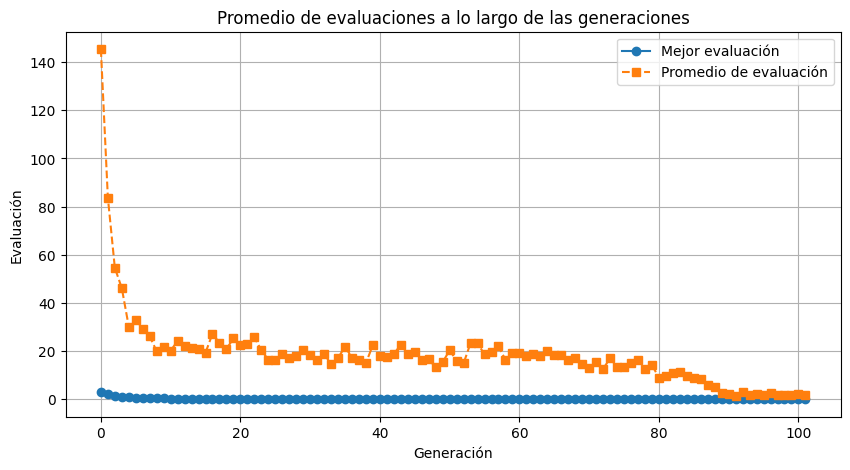 Promedio de evaluaciones a lo largo de las generaciones
Mejor evaluación
Promedio de evaluación
Evaluación
140
120
100
80
60
40
20
0
0 20 40 60 80 100
Generación